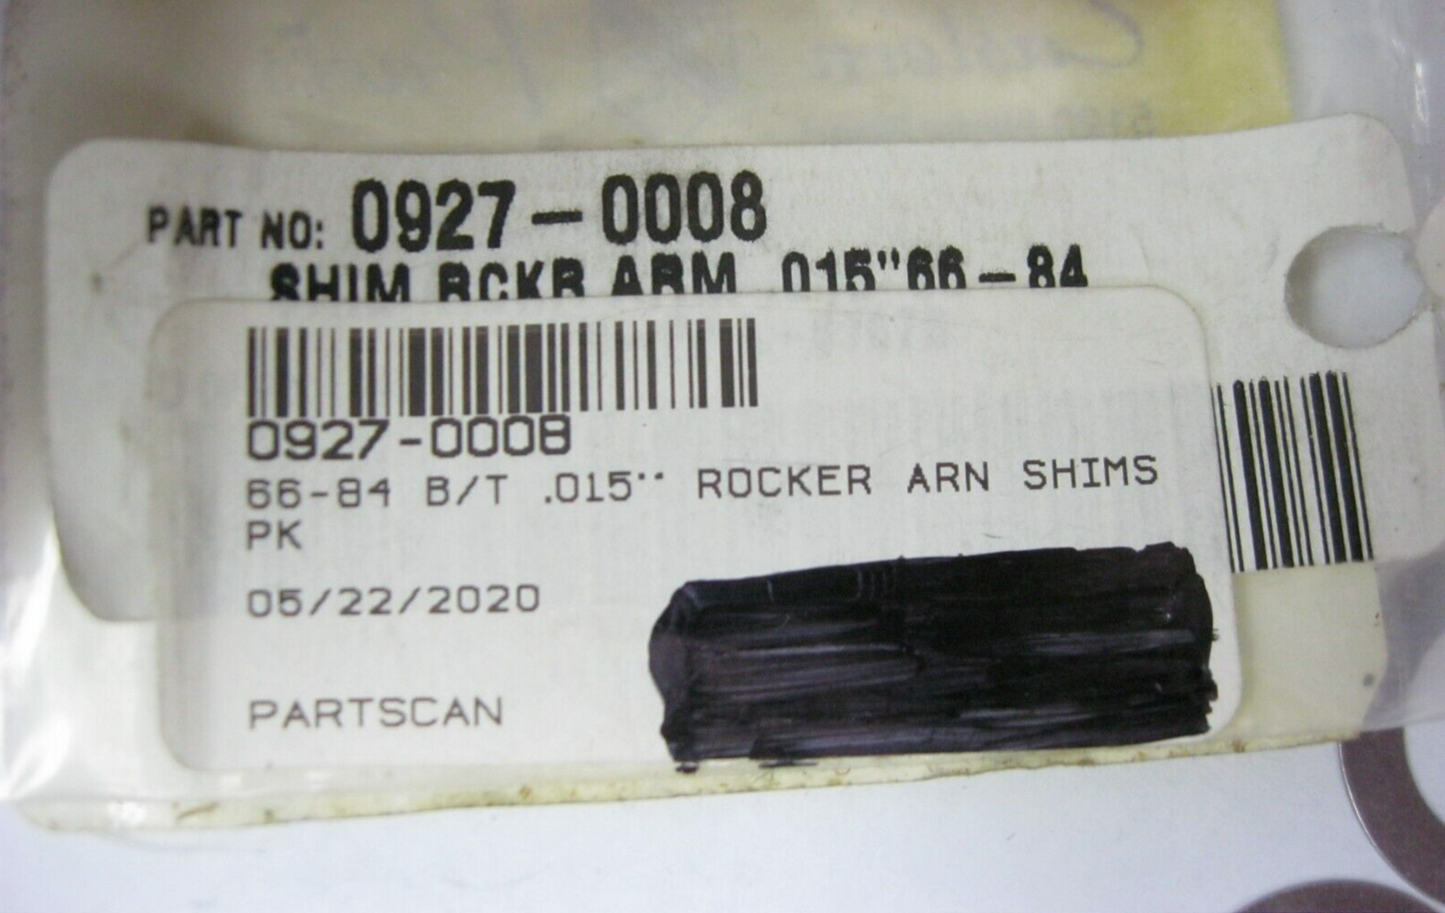 PART NO: 0927-0008
SHIM RCKR ARM .015"66-84
0927-0008
66-84 B/T .015" ROCKER ARN SHIMS
PK
05/22/2020
PARTSCAN